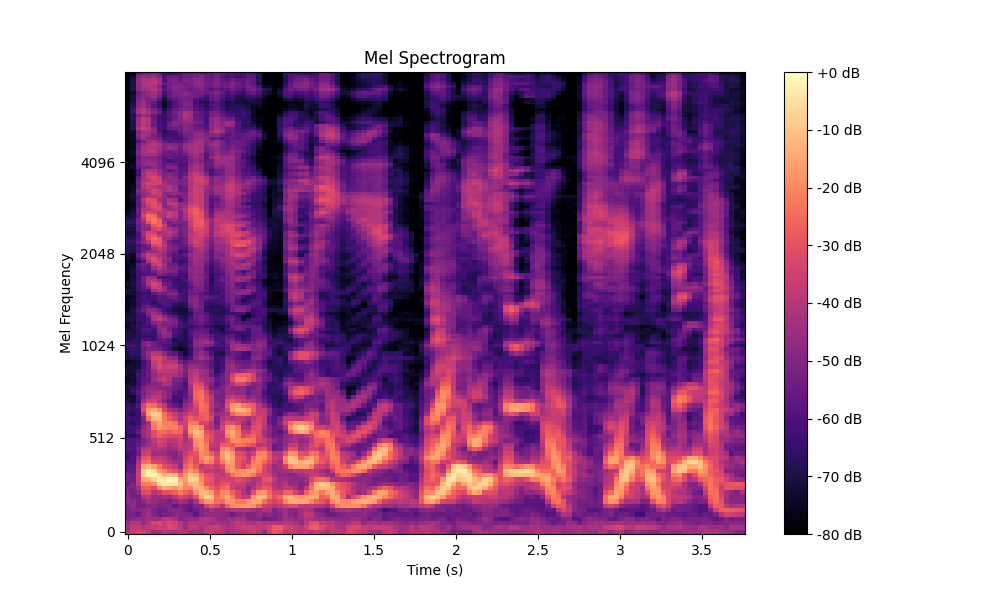 Mel Spectrogram
+0 dB
-10 dB
-20 dB
-30 dB
-40 dB
-50 dB
-60 dB
-70 dB
-80 dB
Mel Frequency
4096
2048
1024
512
0
0 0.5 1 1.5 2 2.5 3 3.5
Time (s)